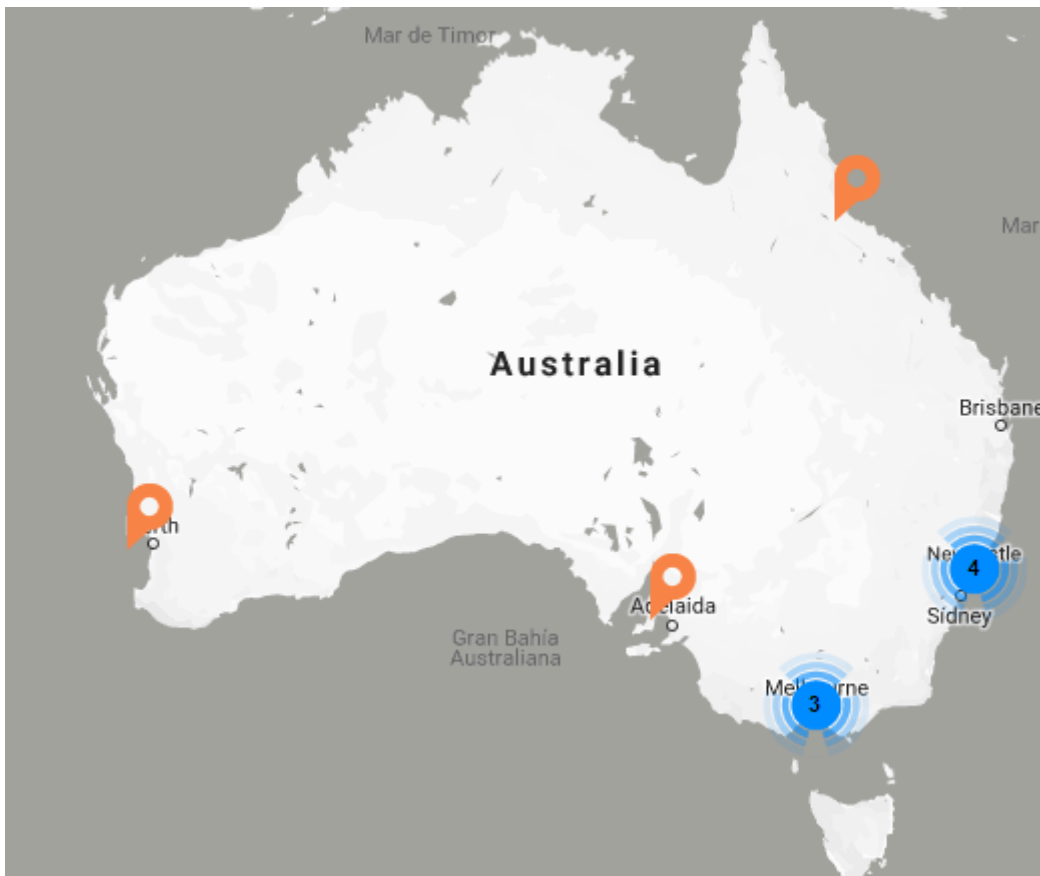 Mar de Timor
Mar
Australia
Brisbane
4
Sídney
Adelaida
Gran Bahía
Australiana
3